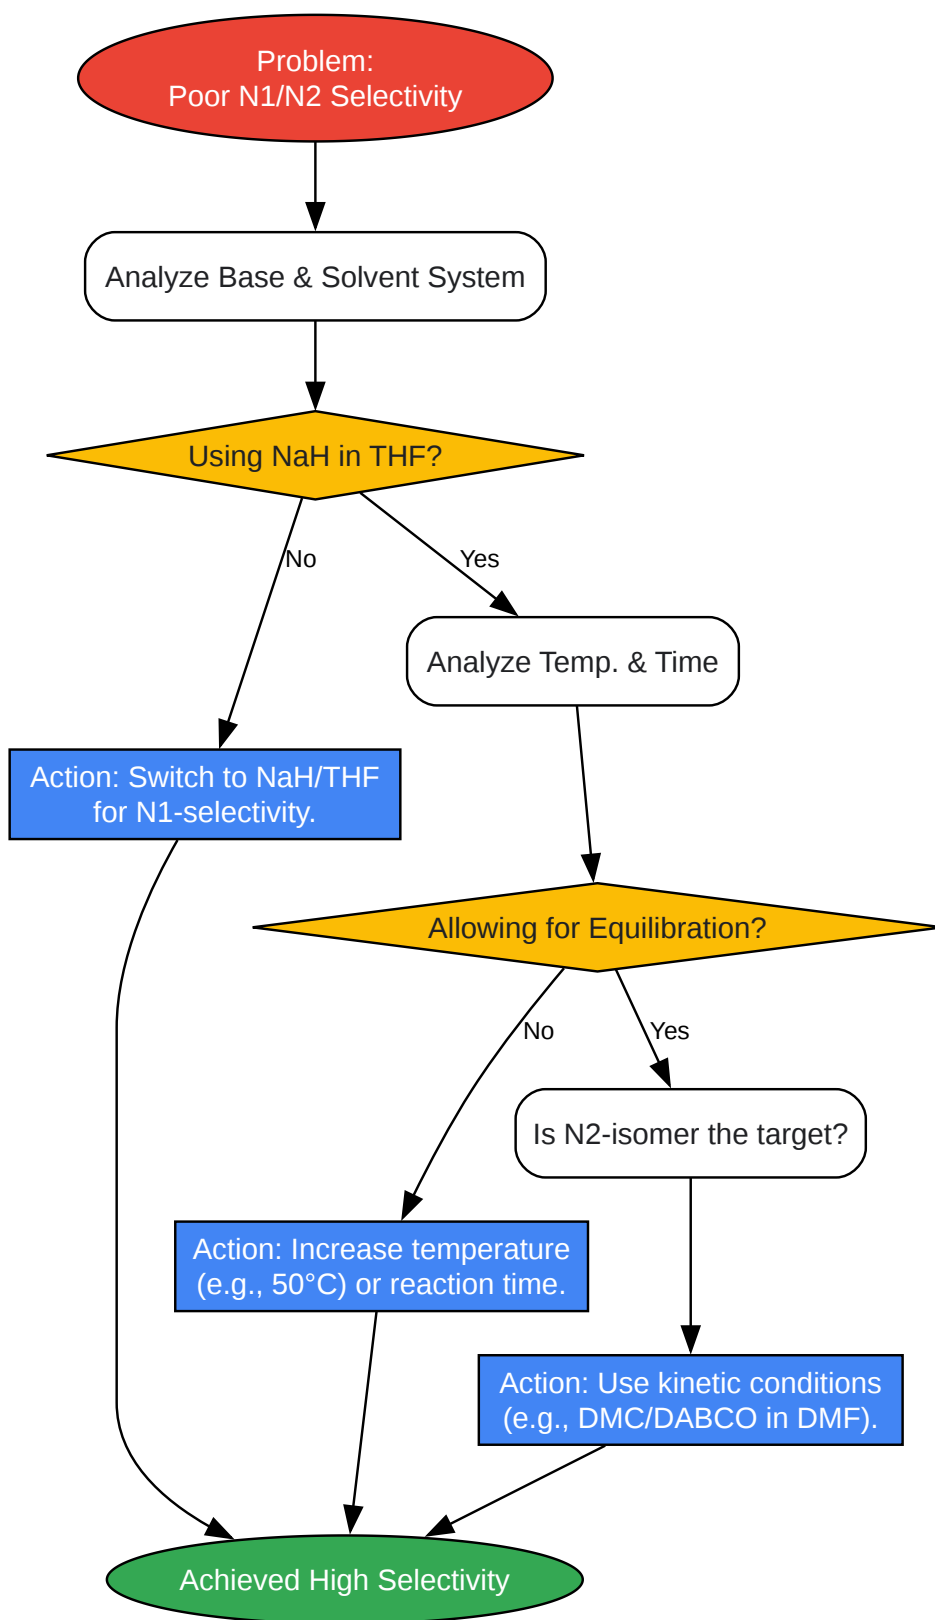 Problem:
Poor N1/N2 Selectivity
Analyze Base & Solvent System
Using NaH in THF?
No
Yes
Analyze Temp. & Time
Action: Switch to NaH/THF
for N1-selectivity.
Allowing for Equilibration?
No
Yes
Is N2-isomer the target?
Action: Increase temperature
(e.g., 50°C) or reaction time.
Action: Use kinetic conditions
(e.g., DMC/DABCO in DMF).
Achieved High Selectivity